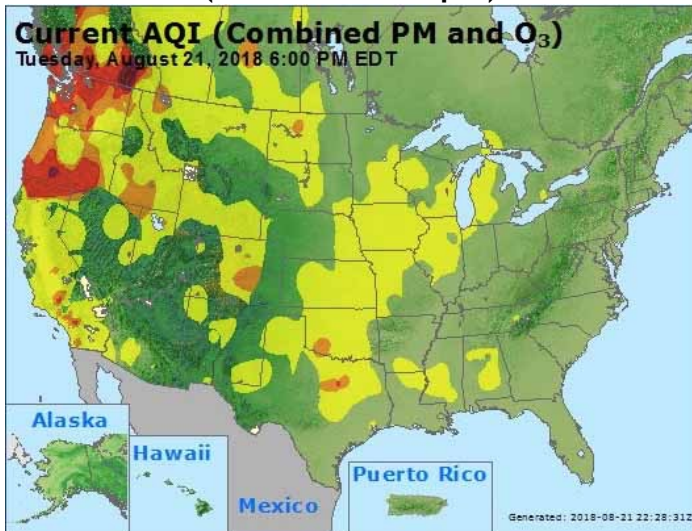 Current AQI (Combined PM and O₃)
Tuesday, August 21, 2018 6:00 PM EDT
Alaska
Hawaii
Mexico
Puerto Rico
Generated: 2018-08-21 22:28:31Z